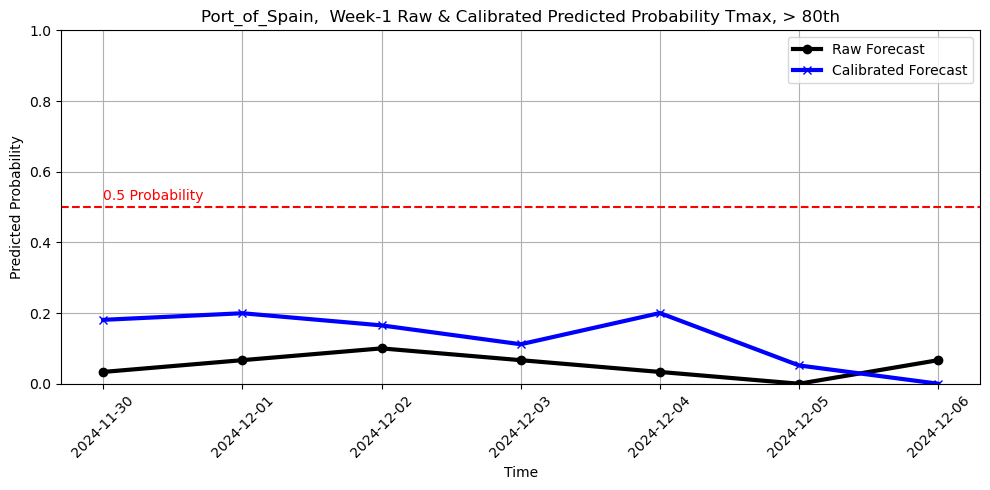 Port_of_Spain,  Week-1 Raw & Calibrated Predicted Probability Tmax, > 80th
Raw Forecast
Calibrated Forecast
0.5 Probability
Predicted Probability
1.0
0.8
0.6
0.4
0.2
0.0
2024-11-30
2024-12-01
2024-12-02
2024-12-03
2024-12-04
2024-12-05
2024-12-06
Time